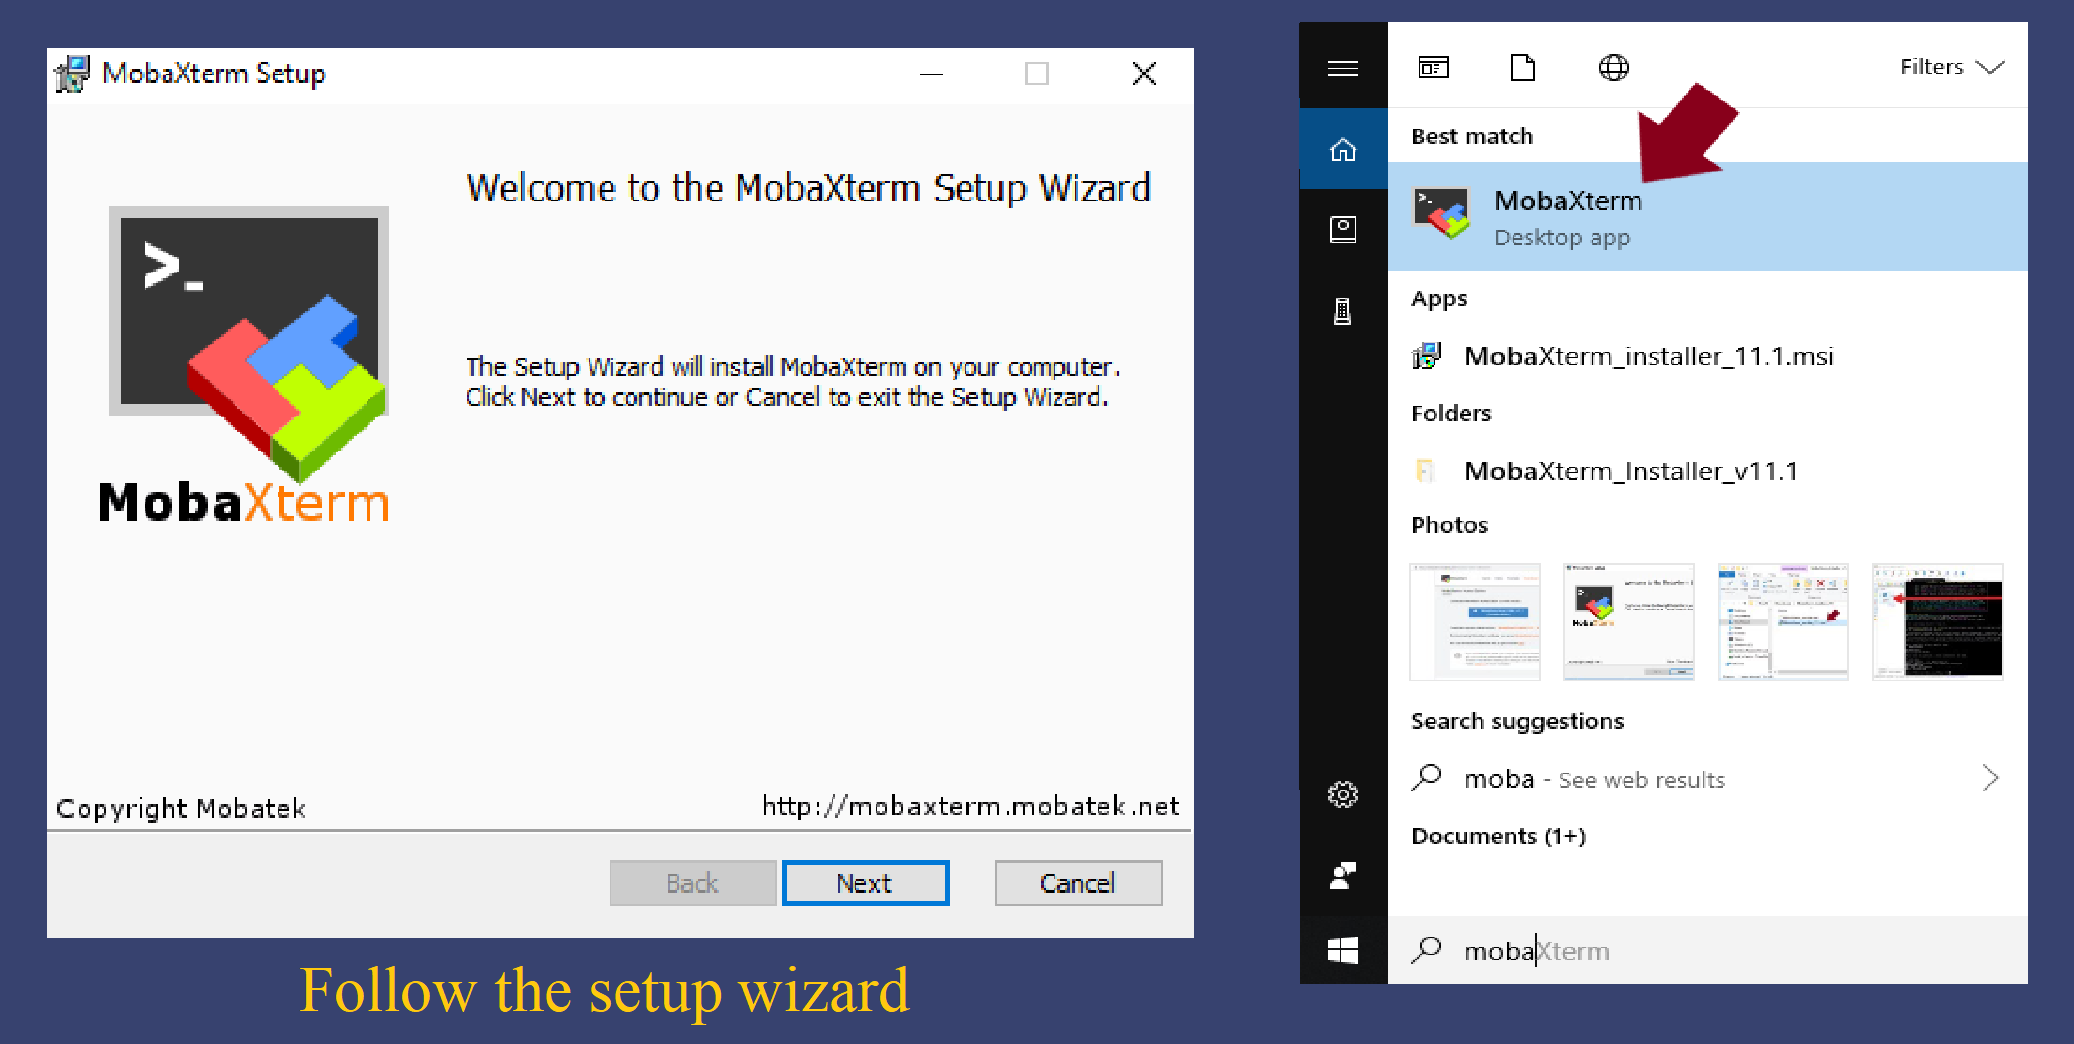 MobaXterm Setup
Welcome to the MobaXterm Setup Wizard
>_
MobaXterm
The Setup Wizard will install MobaXterm on your computer.
Click Next to continue or Cancel to exit the Setup Wizard.
Copyright Mobatek
http://mobaxterm.mobatek.net
Back
Next
Cancel
Follow the setup wizard
Filters
Best match
MobaXterm
Desktop app
Apps
MobaXterm_installer_11.1.msi
Folders
MobaXterm_Installer_v11.1
Photos
Search suggestions
moba - See web results
Documents (1+)
mobaXterm